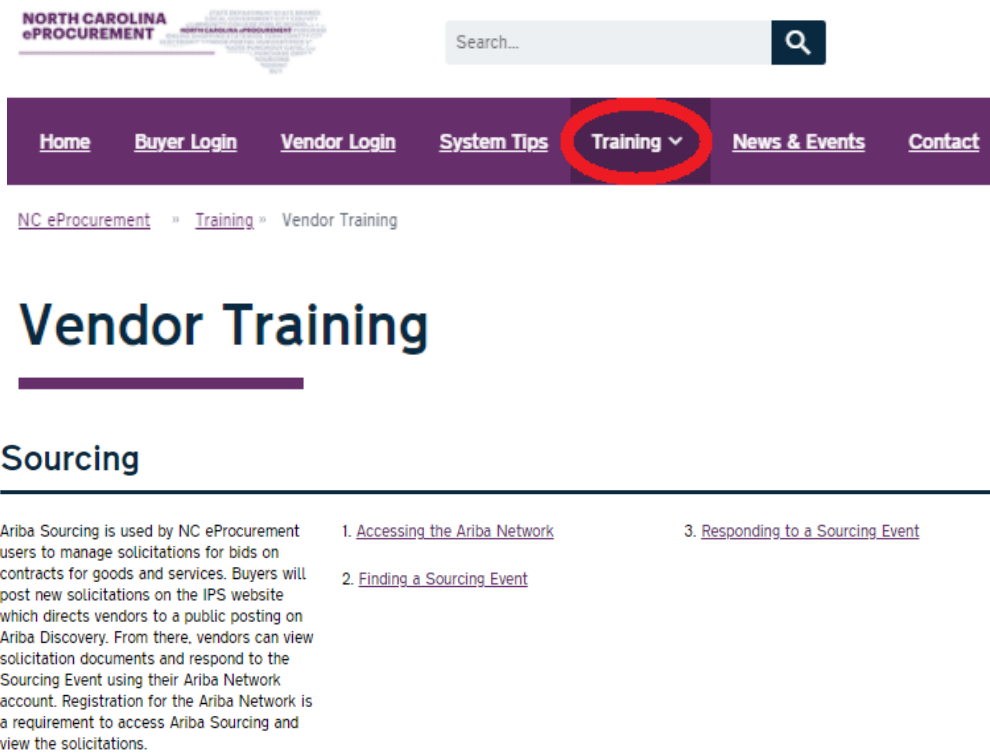 NORTH CAROLINA
ePROCUREMENT
NORTH CAROLINA ePROCUREMENT
Search...
Home Buyer Login Vendor Login System Tips Training News & Events Contact
NC eProcurement » Training » Vendor Training
Vendor Training
Sourcing
Ariba Sourcing is used by NC eProcurement
users to manage solicitations for bids on
contracts for goods and services. Buyers will
post new solicitations on the IPS website
which directs vendors to a public posting on
Ariba Discovery. From there, vendors can view
solicitation documents and respond to the
Sourcing Event using their Ariba Network
account. Registration for the Ariba Network is
a requirement to access Ariba Sourcing and
view the solicitations.
1. Accessing the Ariba Network
2. Finding a Sourcing Event
3. Responding to a Sourcing Event